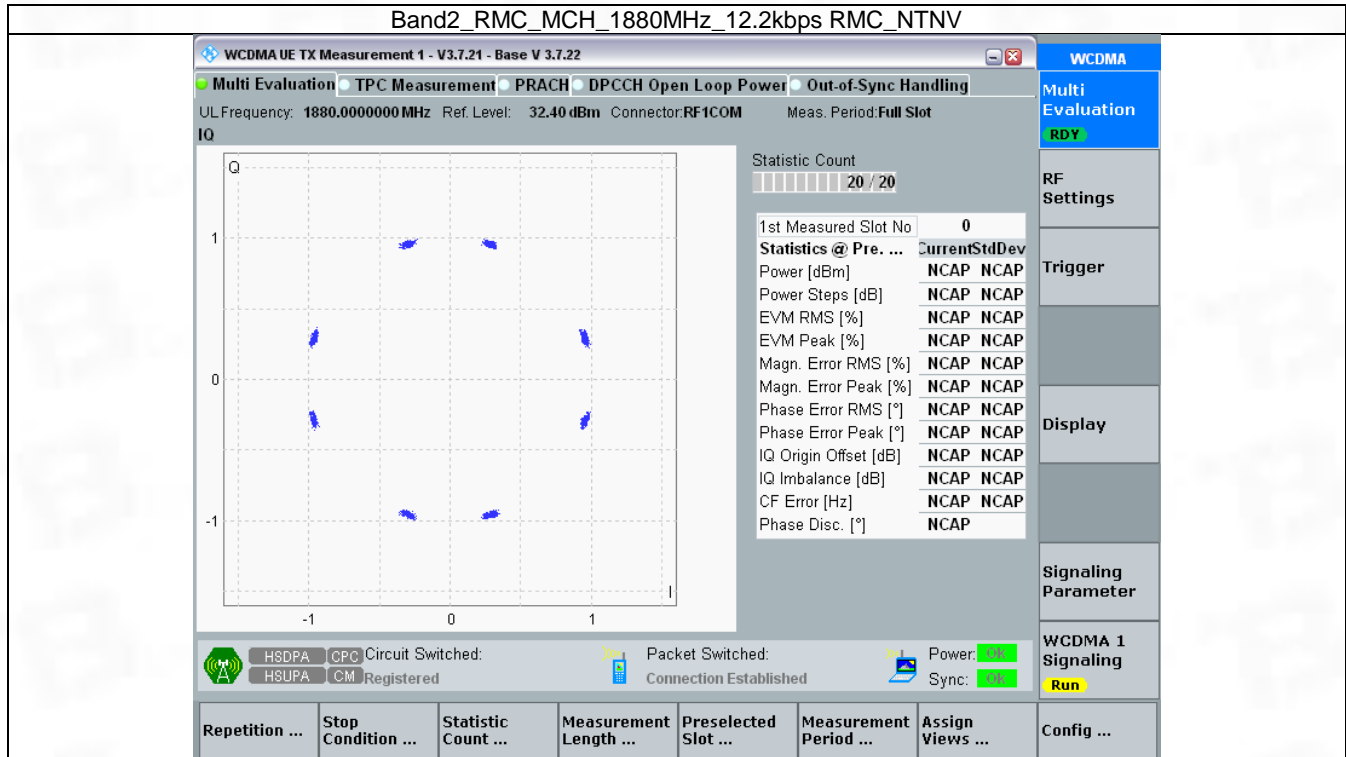 Band2_RMC_MCH_1880MHz_12.2kbps RMC_NTNV
WCDMA UE TX Measurement 1 - V3.7.21 - Base V 3.7.22
WCDMA
Multi Evaluation TPC Measurement PRACH DPCCH Open Loop Power Out-of-Sync Handling
Multi
Evaluation
RDY
UL Frequency: 1880.0000000 MHz Ref. Level: 32.40 dBm Connector:RF1COM Meas. Period:Full Slot
IQ
Q
1
0
-1
I
-1 0 1
Statistic Count
20 / 20
1st Measured Slot No 0
Statistics @ Pre. ... CurrentStdDev
Power [dBm] NCAP NCAP
Power Steps [dB] NCAP NCAP
EVM RMS [%] NCAP NCAP
EVM Peak [%] NCAP NCAP
Magn. Error RMS [%] NCAP NCAP
Magn. Error Peak [%] NCAP NCAP
Phase Error RMS [°] NCAP NCAP
Phase Error Peak [°] NCAP NCAP
IQ Origin Offset [dB] NCAP NCAP
IQ Imbalance [dB] NCAP NCAP
CF Error [Hz] NCAP NCAP
Phase Disc. [°] NCAP
RF
Settings
Trigger
Display
Signaling
Parameter
WCDMA 1
Signaling
Run
HSDPA CPC Circuit Switched: Packet Switched: Power: OK
HSUPA CM Registered Connection Established Sync: OK
Repetition ...
Stop
Condition ...
Statistic
Count ...
Measurement
Length ...
Preselected
Slot ...
Measurement
Period ...
Assign
Views ...
Config ...